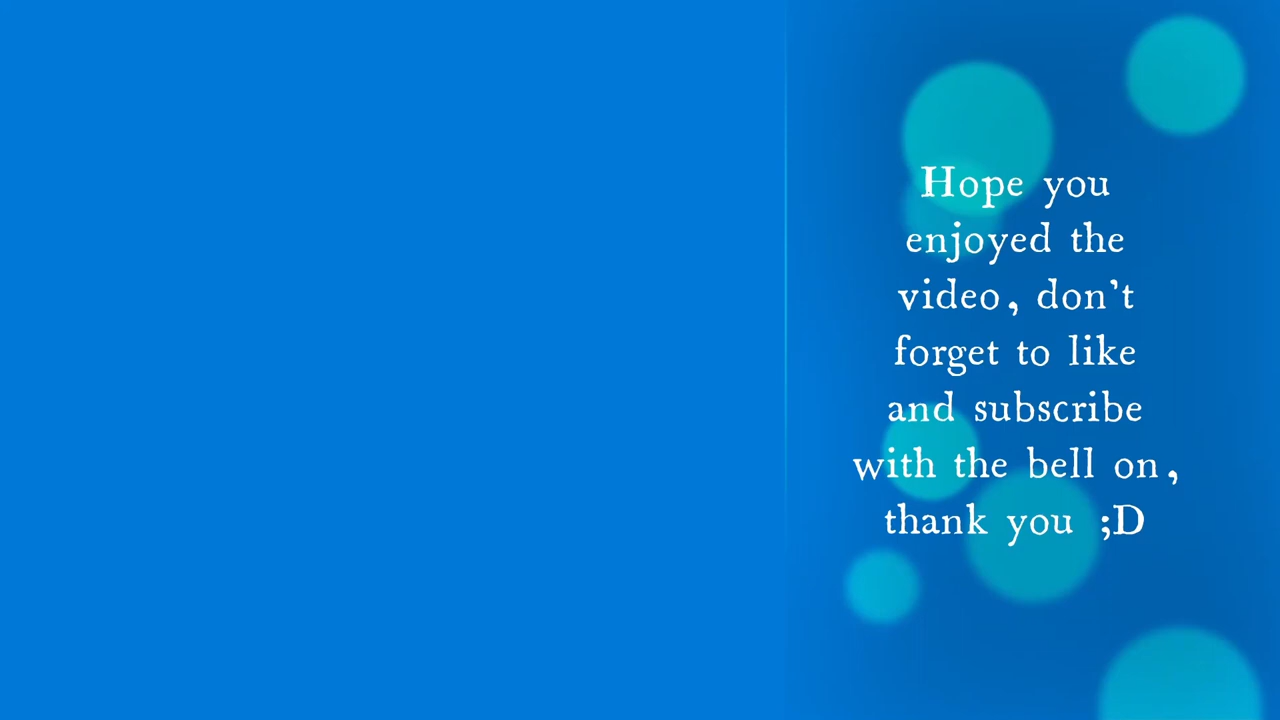 Hope you
enjoyed the
video, don't
forget to like
and subscribe
with the bell on,
thank you ;D